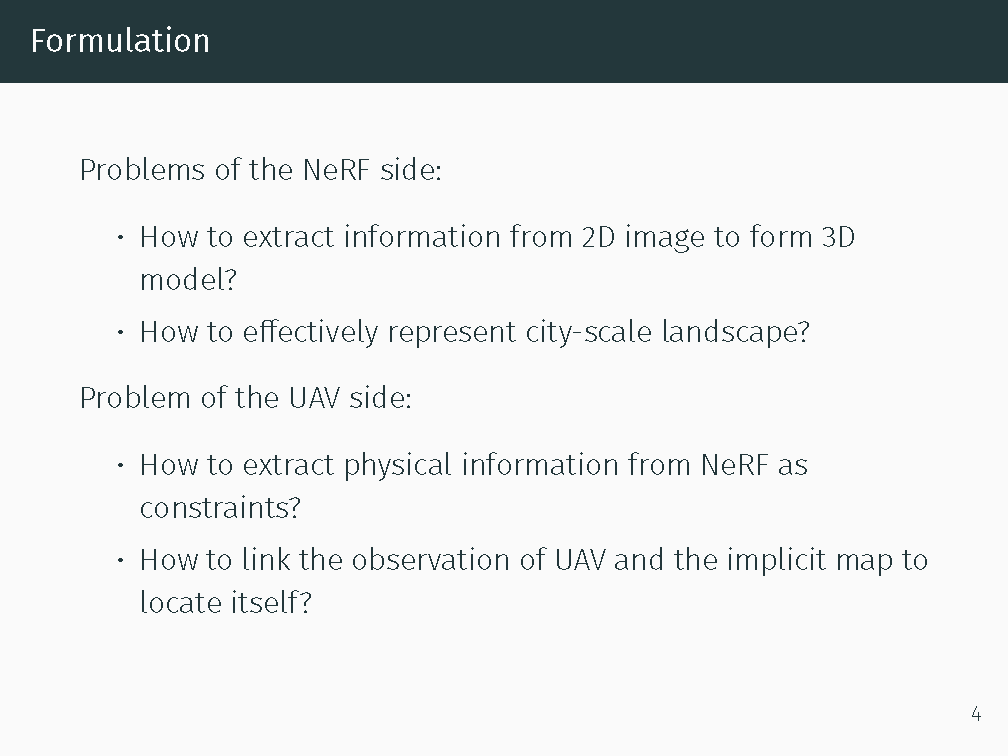 Formulation
Problems of the NeRF side:
• How to extract information from 2D image to form 3D
model?
• How to effectively represent city-scale landscape?
Problem of the UAV side:
• How to extract physical information from NeRF as
constraints?
• How to link the observation of UAV and the implicit map to
locate itself?
4